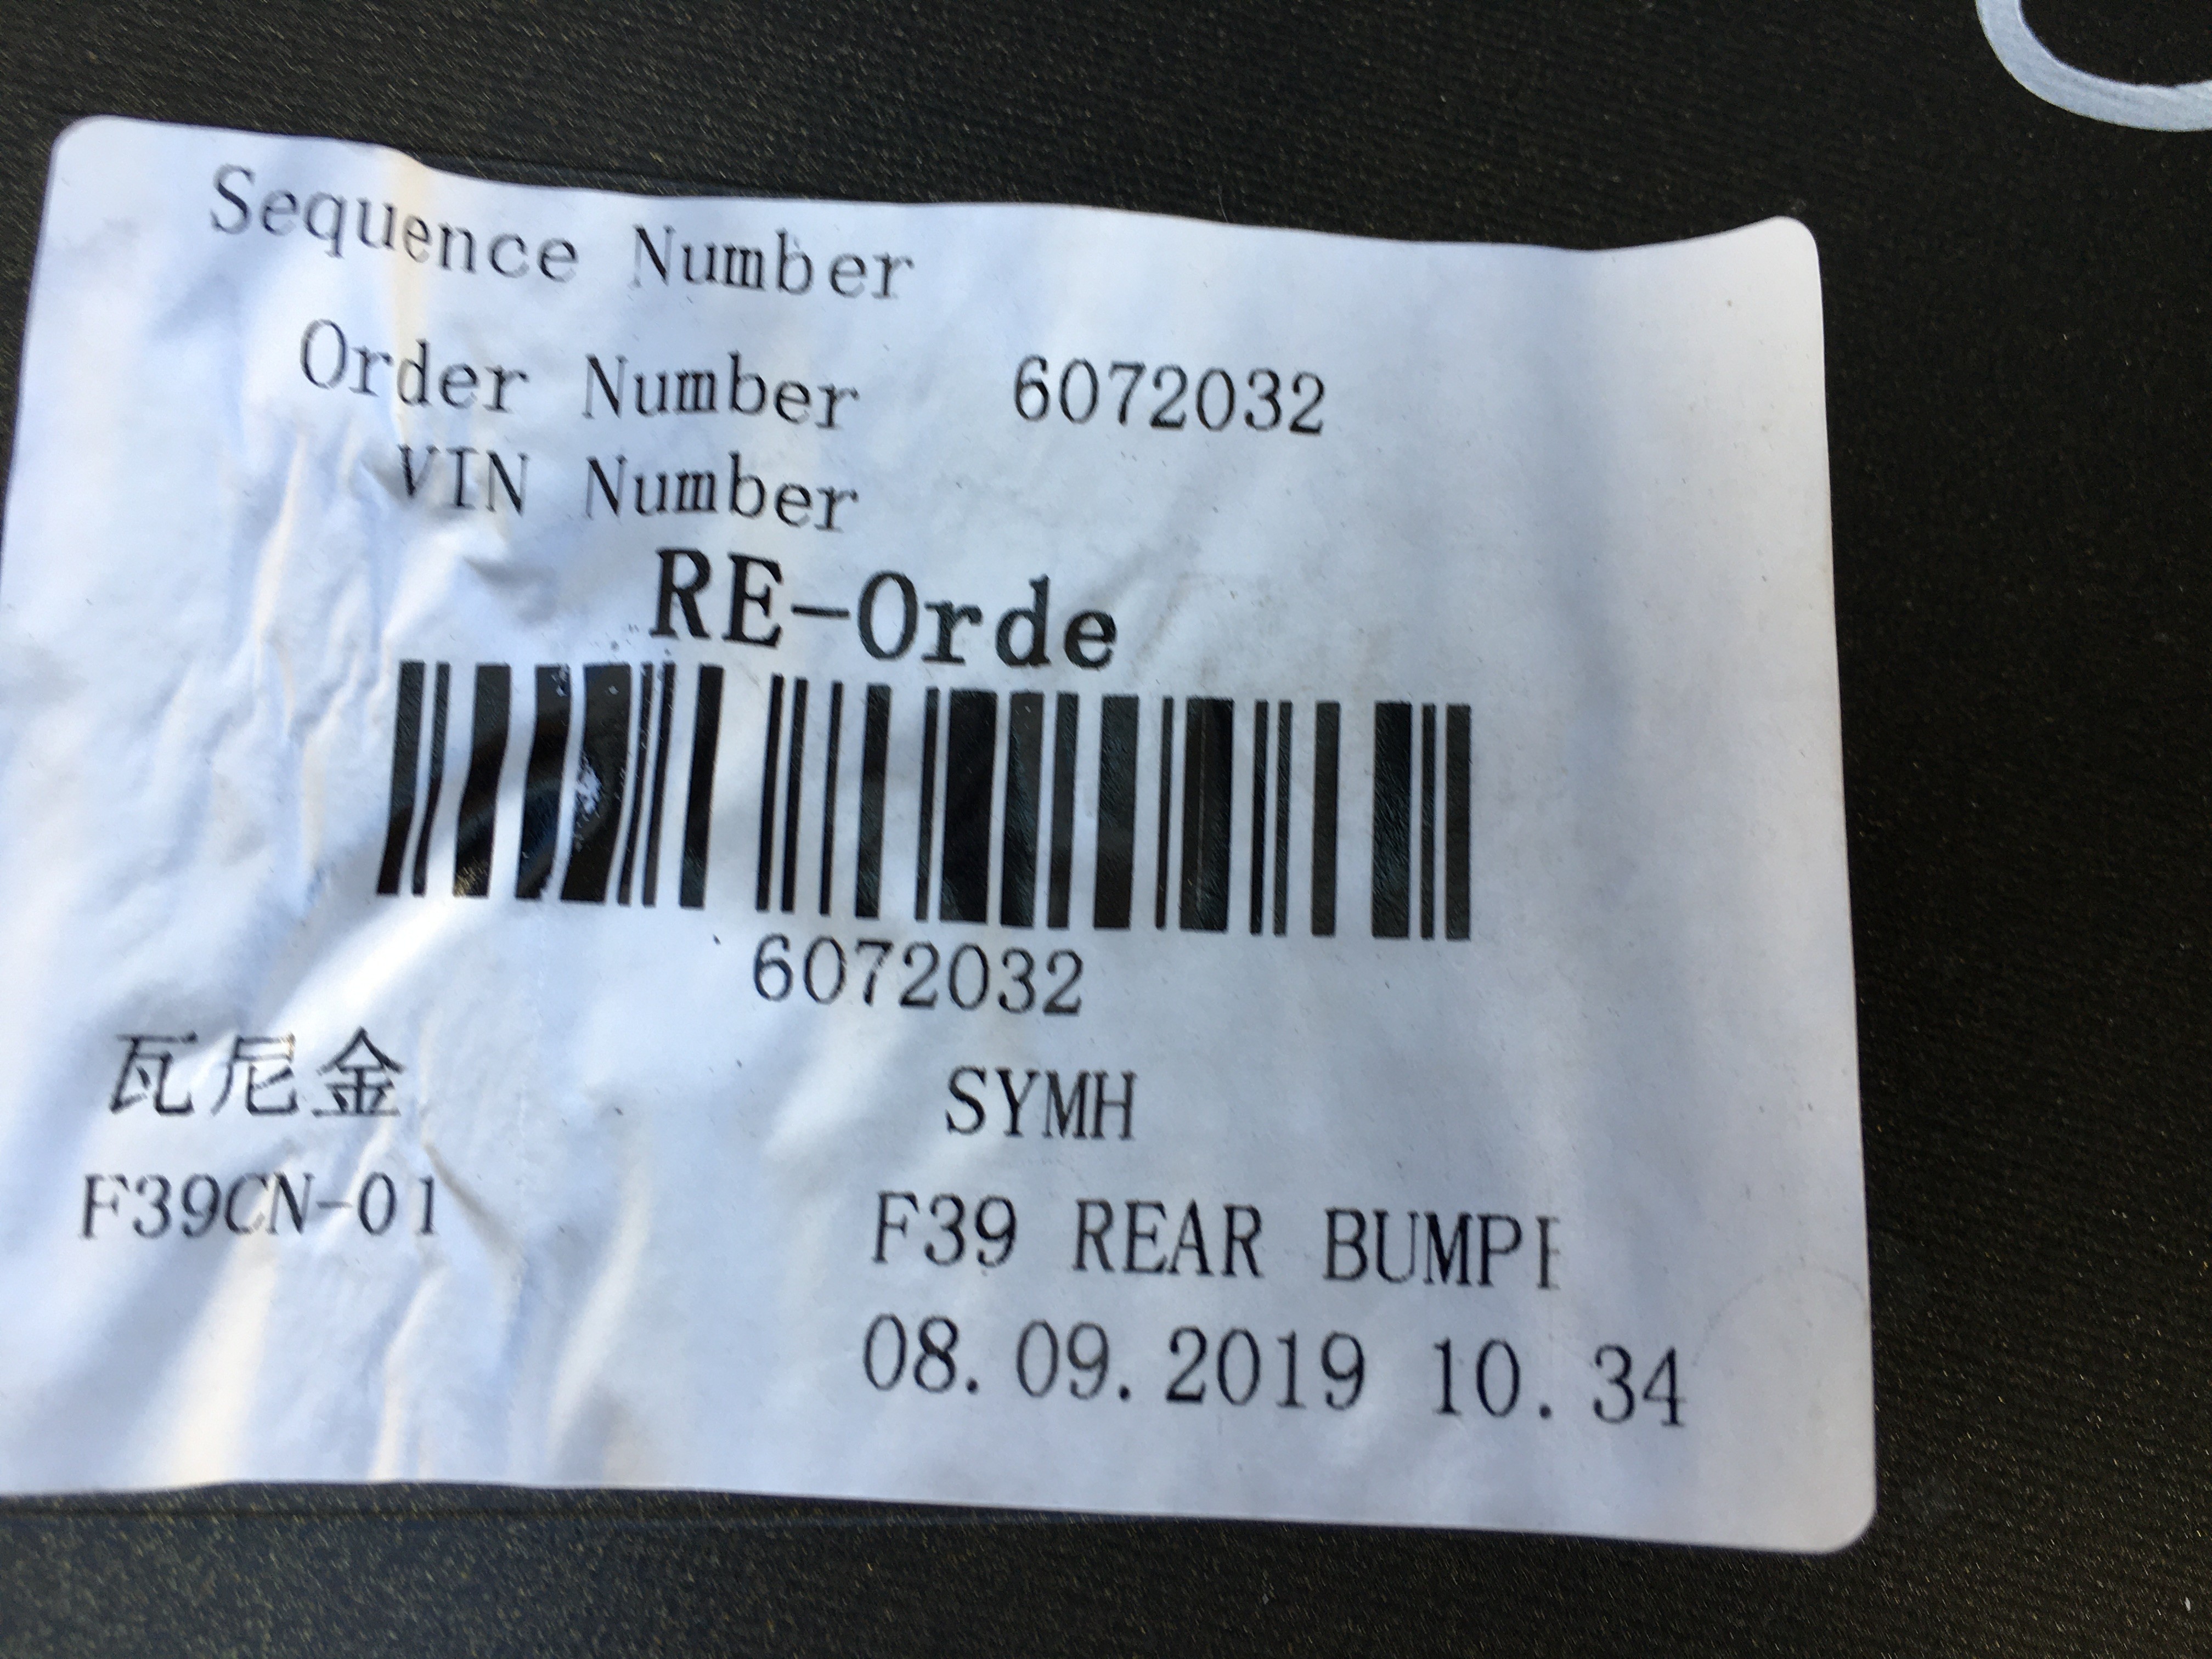 Sequence Number
Order Number 6072032
VIN Number
RE-Orde
6072032
瓦尼金 SYMH
F39CN-01 F39 REAR BUMPE
08.09.2019 10.34